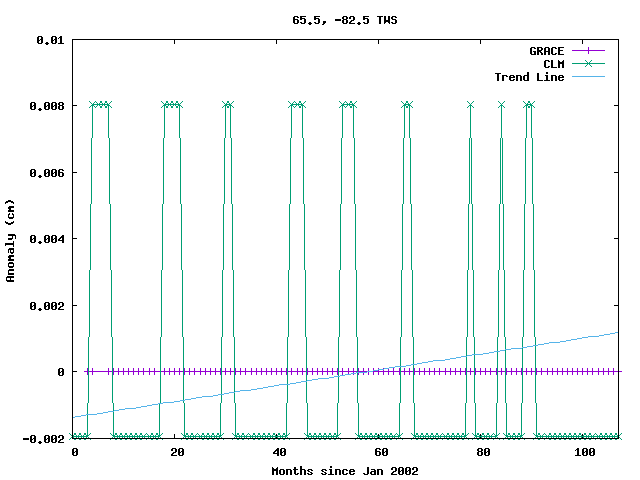 65.5, -82.5 TWS
GRACE
CLM
Trend Line
0.01
0.008
0.006
0.004
0.002
0
-0.002
Anomaly (cm)
0 20 40 60 80 100
Months since Jan 2002